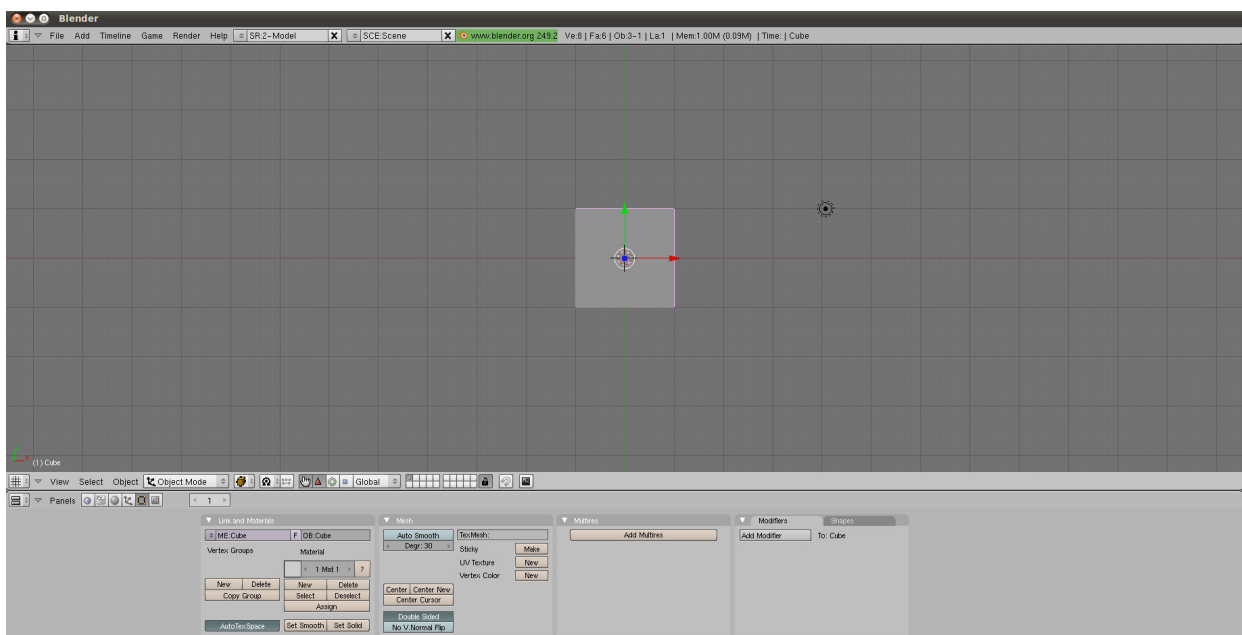 Blender
File Add Timeline Game Render Help SR:2-Model X SCE:Scene X www.blender.org 249.2 Ve:8 | Fa:6 | Ob:3-1 | La:1 | Mem:1.00M (0.09M) | Time: | Cube
(1) Cube
View Select Object Object Mode Global
Panels 1
Link and Materials Mesh Multires Modifiers Shapes
ME:Cube F OB:Cube Auto Smooth TexMesh: Add Multires Add Modifier To: Cube
Degr: 30
Vertex Groups Material Sticky Make
1 Mat 1 ? UV Texture New
Vertex Color New
New Delete New Delete
Center Center New
Copy Group Select Deselect Center Cursor
Assign
Double Sided
AutoTexSpace Set Smooth Set Solid No V.Normal Flip